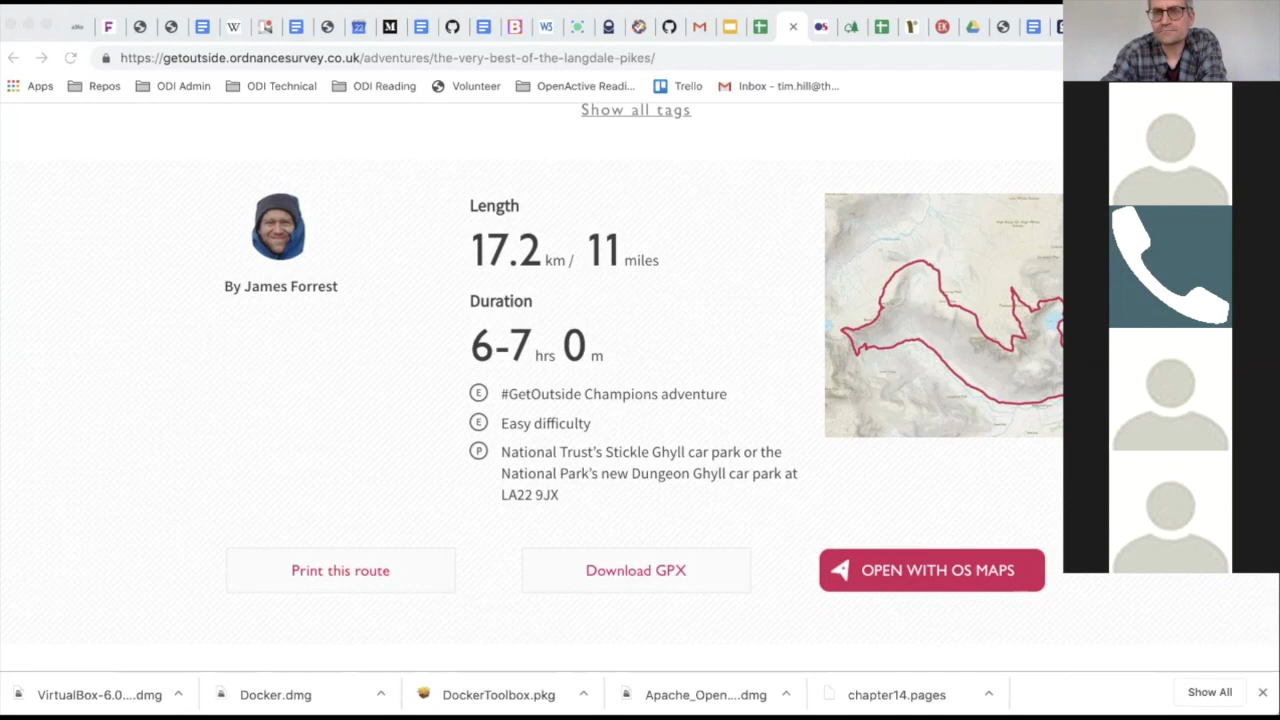 https://getoutside.ordnancesurvey.co.uk/adventures/the-very-best-of-the-langdale-pikes/
Apps Repos ODI Admin ODI Technical ODI Reading Volunteer OpenActive Readi... Trello Inbox - tim.hill@th...
Show all tags
By James Forrest
Length
17.2 km / 11 miles
Duration
6-7 hrs 0 m
E #GetOutside Champions adventure
E Easy difficulty
P National Trust's Stickle Ghyll car park or the
National Park's new Dungeon Ghyll car park at
LA22 9JX
Print this route
Download GPX
OPEN WITH OS MAPS
VirtualBox-6.0....dmg
Docker.dmg
DockerToolbox.pkg
Apache_Open....dmg
chapter14.pages
Show All